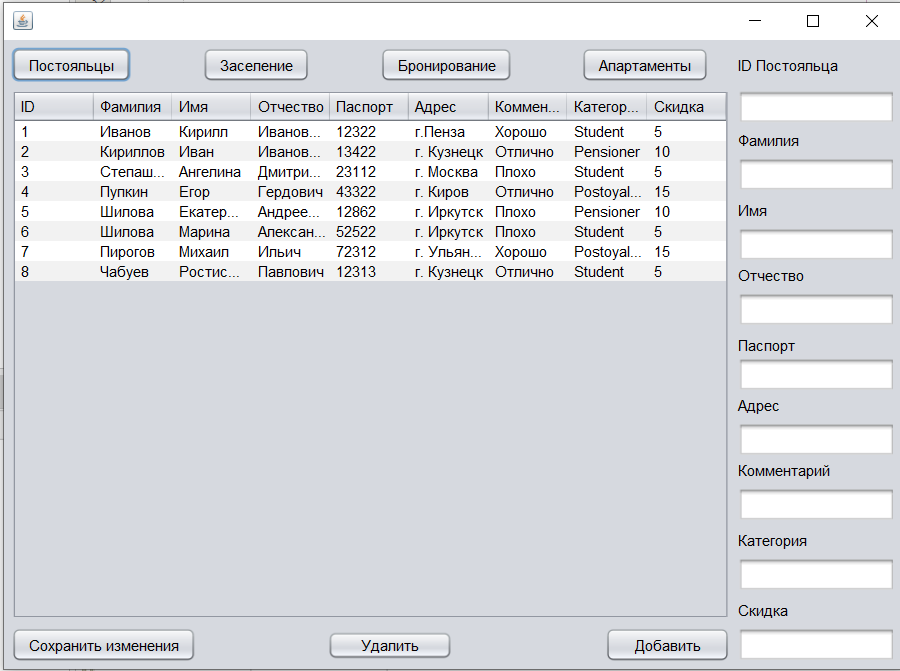 Постояльцы Заселение Бронирование Апартаменты ID Постояльца
ID Фамилия Имя Отчество Паспорт Адрес Коммен... Категор... Скидка
1 Иванов Кирилл Иванов... 12322 г.Пенза Хорошо Student 5
2 Кириллов Иван Иванов... 13422 г. Кузнецк Отлично Pensioner 10
3 Степаш... Ангелина Дмитри... 23112 г. Москва Плохо Student 5
4 Пупкин Егор Гердович 43322 г. Киров Отлично Postoyal... 15
5 Шилова Екатер... Андрее... 12862 г. Иркутск Плохо Pensioner 10
6 Шилова Марина Алексан... 52522 г. Иркутск Плохо Student 5
7 Пирогов Михаил Ильич 72312 г. Ульян... Хорошо Postoyal... 15
8 Чабуев Ростис... Павлович 12313 г. Кузнецк Отлично Student 5
Фамилия
Имя
Отчество
Паспорт
Адрес
Комментарий
Категория
Скидка
Сохранить изменения Удалить Добавить